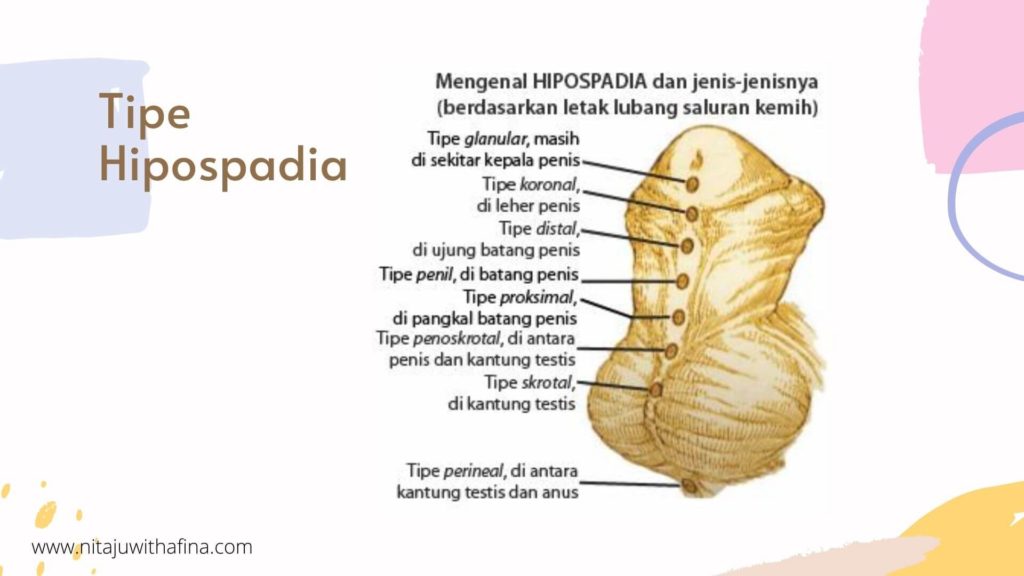 Tipe
Hipospadia
Mengenal HIPOSPADIA dan jenis-jenisnya
(berdasarkan letak lubang saluran kemih)
Tipe glanular, masih
di sekitar kepala penis
Tipe koronal,
di leher penis
Tipe distal,
di ujung batang penis
Tipe penil, di batang penis
Tipe proksimal,
di pangkal batang penis
Tipe penoskrotal, di antara
penis dan kantung testis
Tipe skrotal,
di kantung testis
Tipe perineal, di antara
kantung testis dan anus
www.nitajuwithafina.com